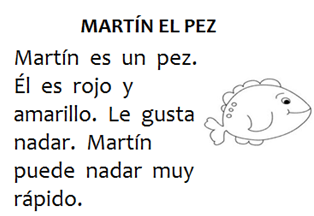 MARTÍN EL PEZ
Martín es un pez.
Él es rojo y
amarillo. Le gusta
nadar. Martín
puede nadar muy
rápido.